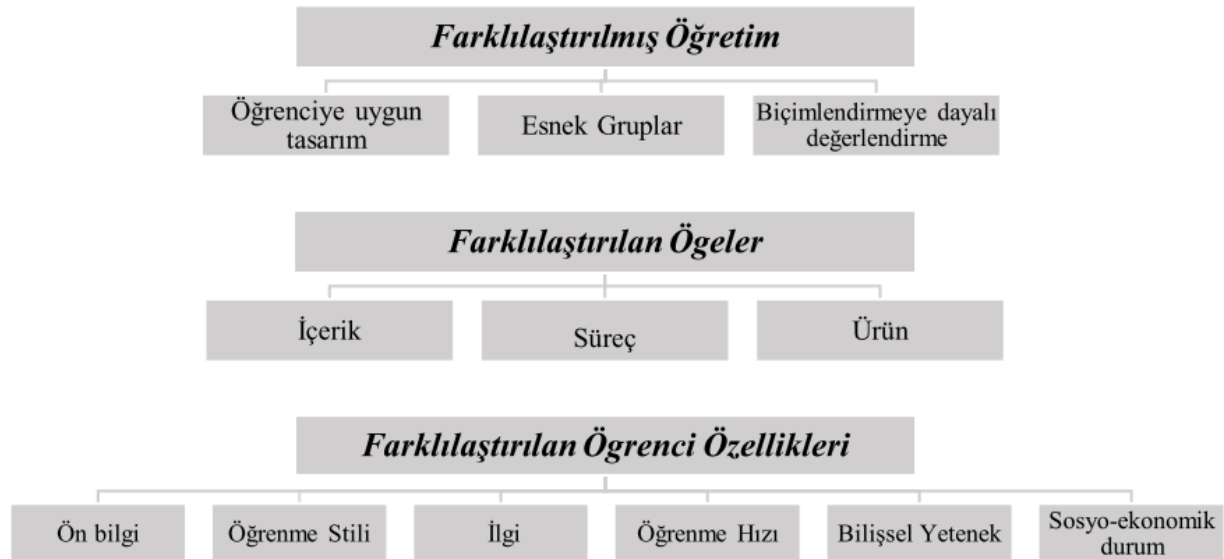 Farklılaştırılmış Öğretim
Öğrenciye uygun
tasarım
Esnek Gruplar
Biçimlendirmeye dayalı
değerlendirme
Farklılaştırılan Ögeler
İçerik
Süreç
Ürün
Farklılaştırılan Ögrenci Özellikleri
Ön bilgi
Öğrenme Stili
İlgi
Öğrenme Hızı
Bilişsel Yetenek
Sosyo-ekonomik
durum